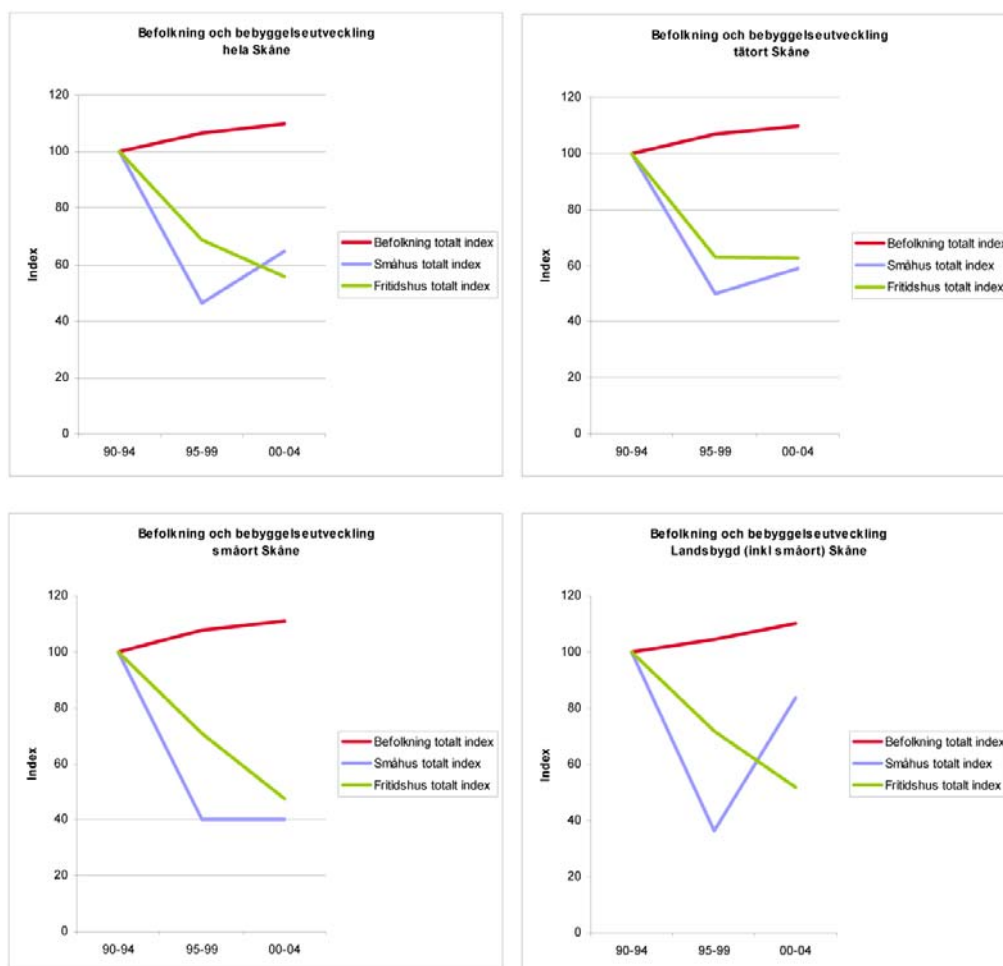 Befolkning och bebyggelseutveckling
hela Skåne
120
100
80
60
40
20
0
Index
90-94 95-99 00-04
Befolkning totalt index
Småhus totalt index
Fritidshus totalt index
Befolkning och bebyggelseutveckling
tätort Skåne
120
100
80
60
40
20
0
Index
90-94 95-99 00-04
Befolkning totalt index
Småhus totalt index
Fritidshus totalt index
Befolkning och bebyggelseutveckling
småort Skåne
120
100
80
60
40
20
0
Index
90-94 95-99 00-04
Befolkning totalt index
Småhus totalt index
Fritidshus totalt index
Befolkning och bebyggelseutveckling
Landsbygd (inkl småort) Skåne
120
100
80
60
40
20
0
Index
90-94 95-99 00-04
Befolkning totalt index
Småhus totalt index
Fritidshus totalt index